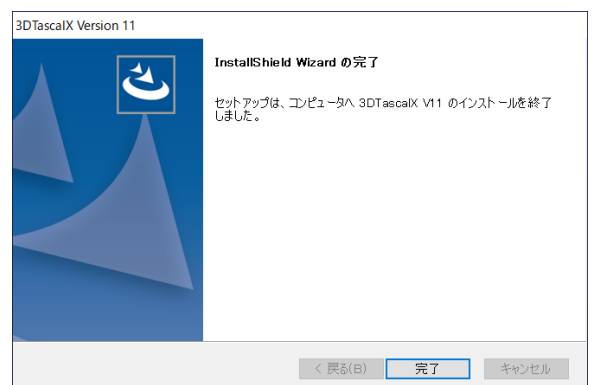 3DTascalX Version 11
InstallShield Wizard の完了
セットアップは、コンピュータへ 3DTascalX V11 のインストールを終了
しました。
< 戻る(B)
完了
キャンセル